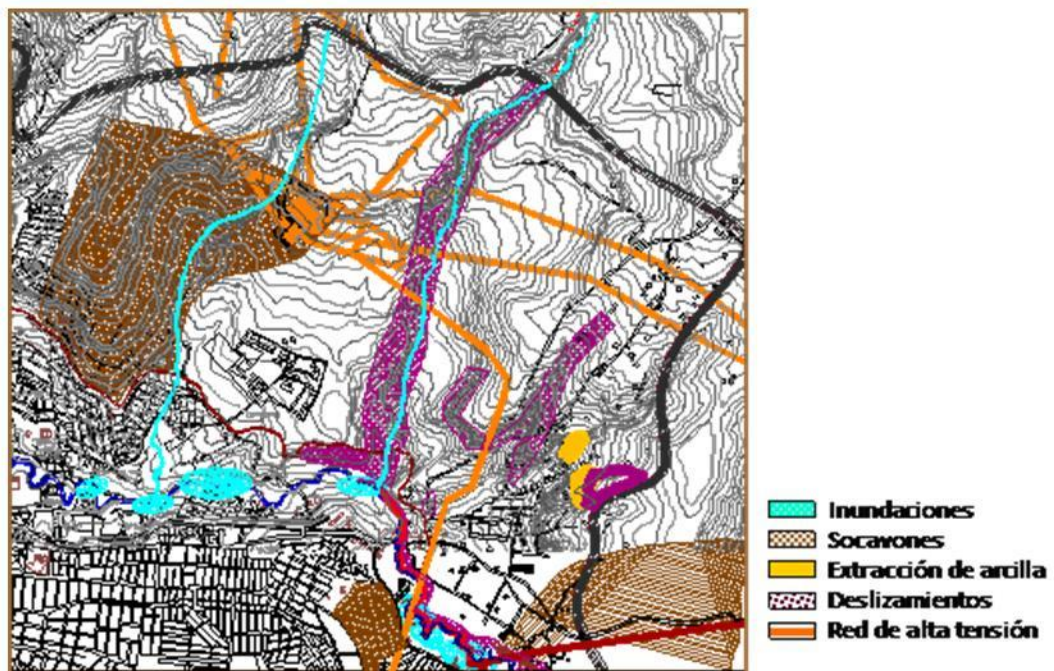 Inundaciones
Socavones
Extracción de arcilla
Deslizamientos
Red de alta tensión